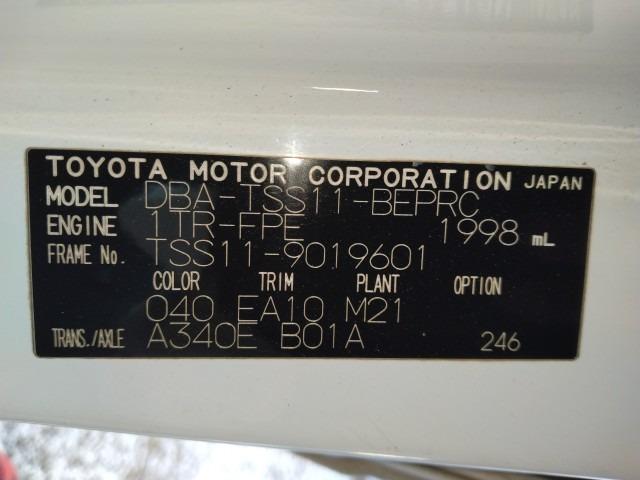 TOYOTA MOTOR CORPORATION JAPAN
MODEL DBA-TSS11-BEPRC
ENGINE 1TR-FPE 1998 mL
FRAME No. TSS11-9019601
COLOR TRIM PLANT OPTION
040 EA10 M21
TRANS./AXLE A340E B01A 246